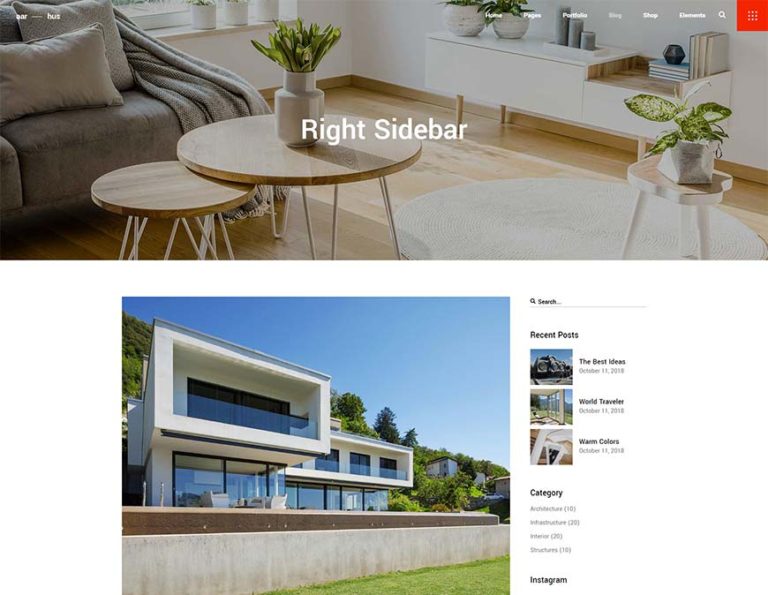 aar — hus
Home Pages Portfolio Blog Shop Elements
Right Sidebar
Search...
Recent Posts
The Best Ideas
October 11, 2018
World Traveler
October 11, 2018
Warm Colors
October 11, 2018
Category
Architecture (10)
Infrastructure (20)
Interior (20)
Structures (10)
Instagram